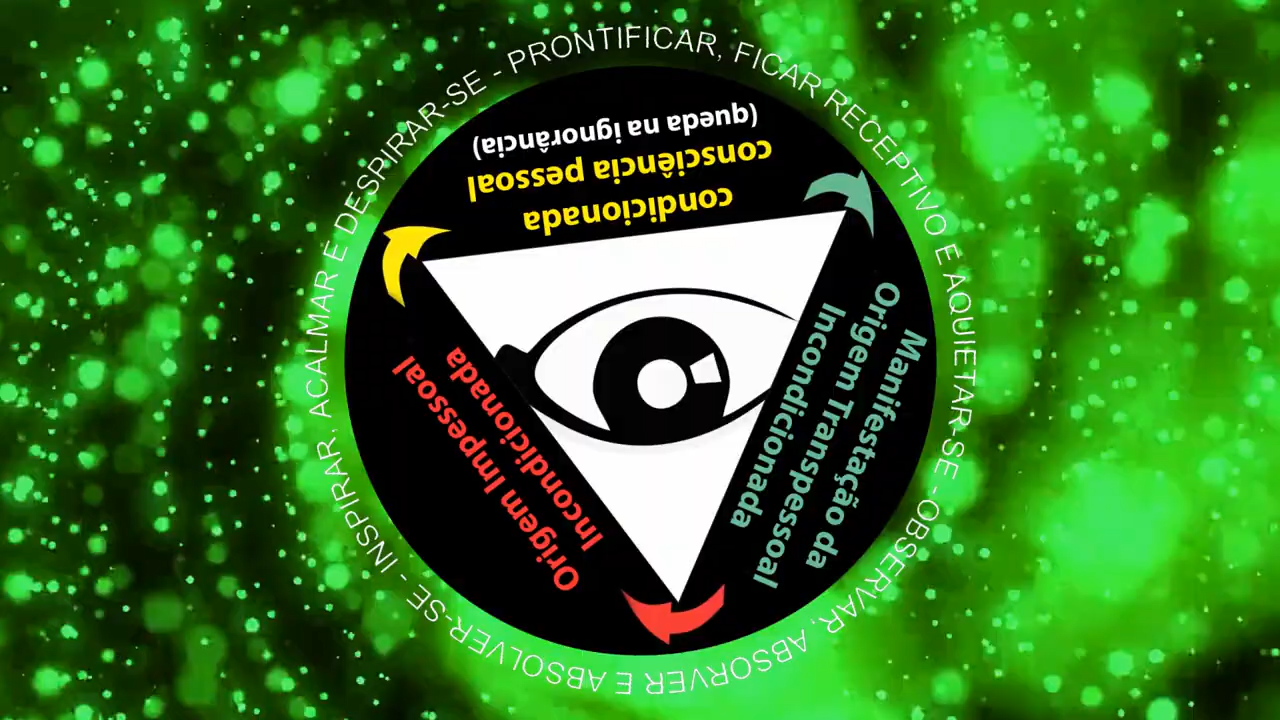 INSPIRAR, ACALMAR E DESPIRAR-SE - PRONTIFICAR, FICAR RECEPTIVO E AQUIETAR-SE - OBSERVAR, ABSORVER E ABSOLVER-SE -
condicionada
consciência pessoal
(queda na ignorância)
Manifestação da
Origem Transpessoal
Incondicionada
Origem Impessoal
Incondicionada